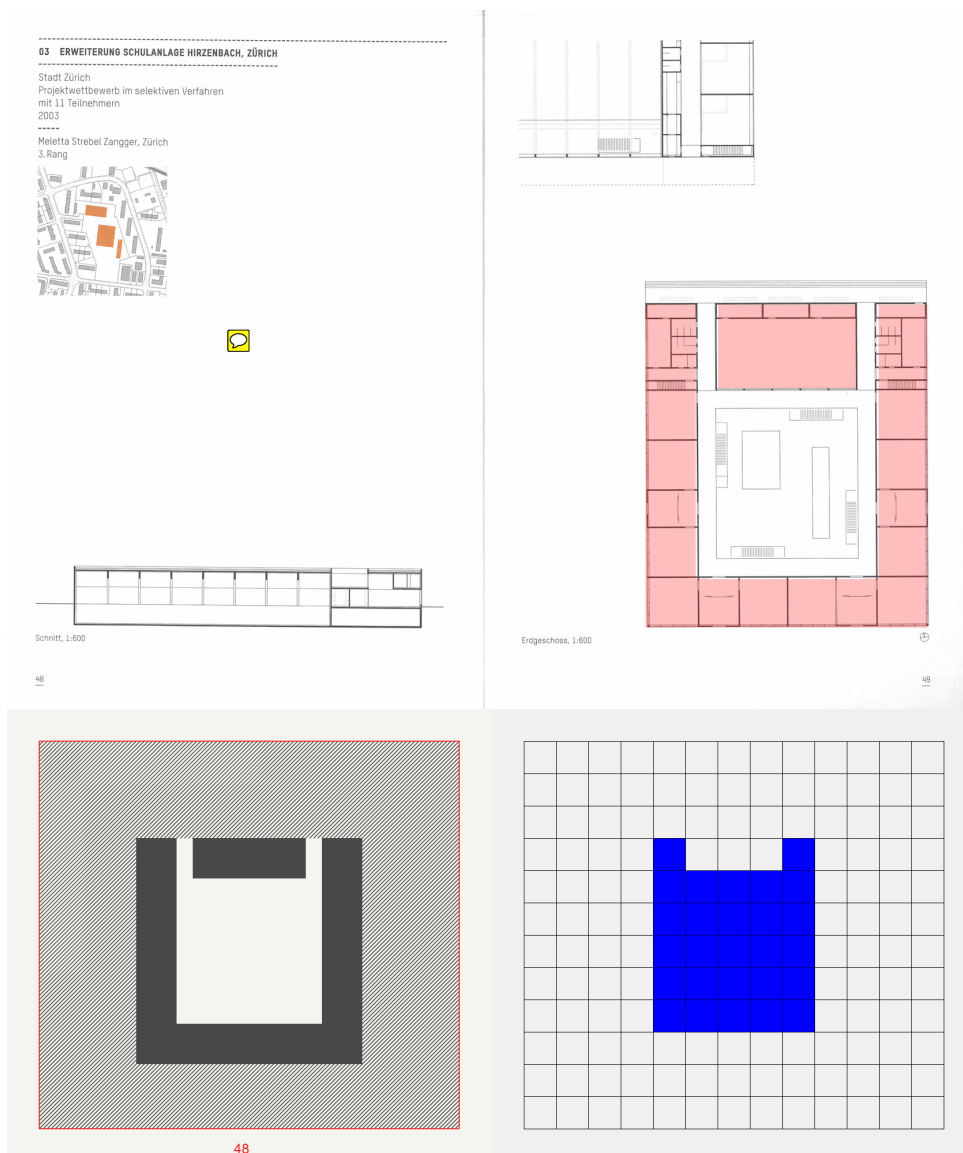 03 ERWEITERUNG SCHULANLAGE HIRZENBACH, ZÜRICH
Stadt Zürich
Projektwettbewerb im selektiven Verfahren
mit 11 Teilnehmern
2003
Meletta Strebel Zangger, Zürich
3. Rang
Schnitt, 1:600
48
Erdgeschoss, 1:600
49
48